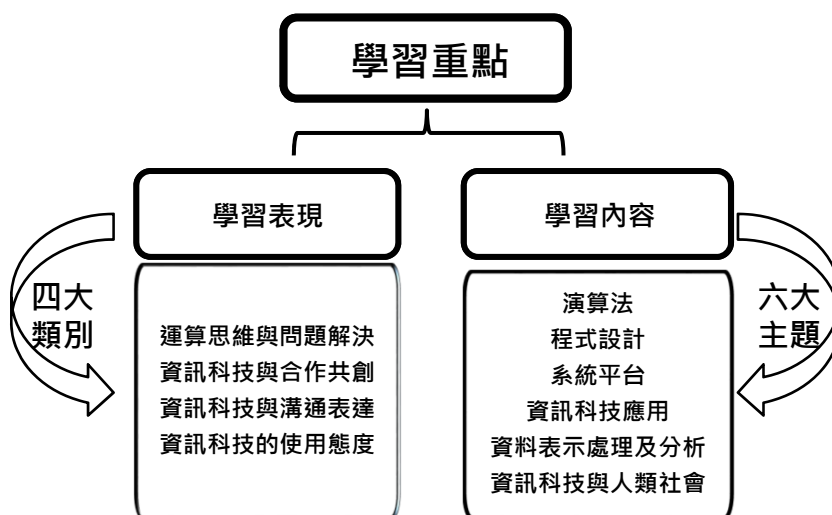 學習重點
學習表現
學習內容
四大
類別
運算思維與問題解決
資訊科技與合作共創
資訊科技與溝通表達
資訊科技的使用態度
演算法
程式設計
系統平台
資訊科技應用
資料表示處理及分析
資訊科技與人類社會
六大
主題